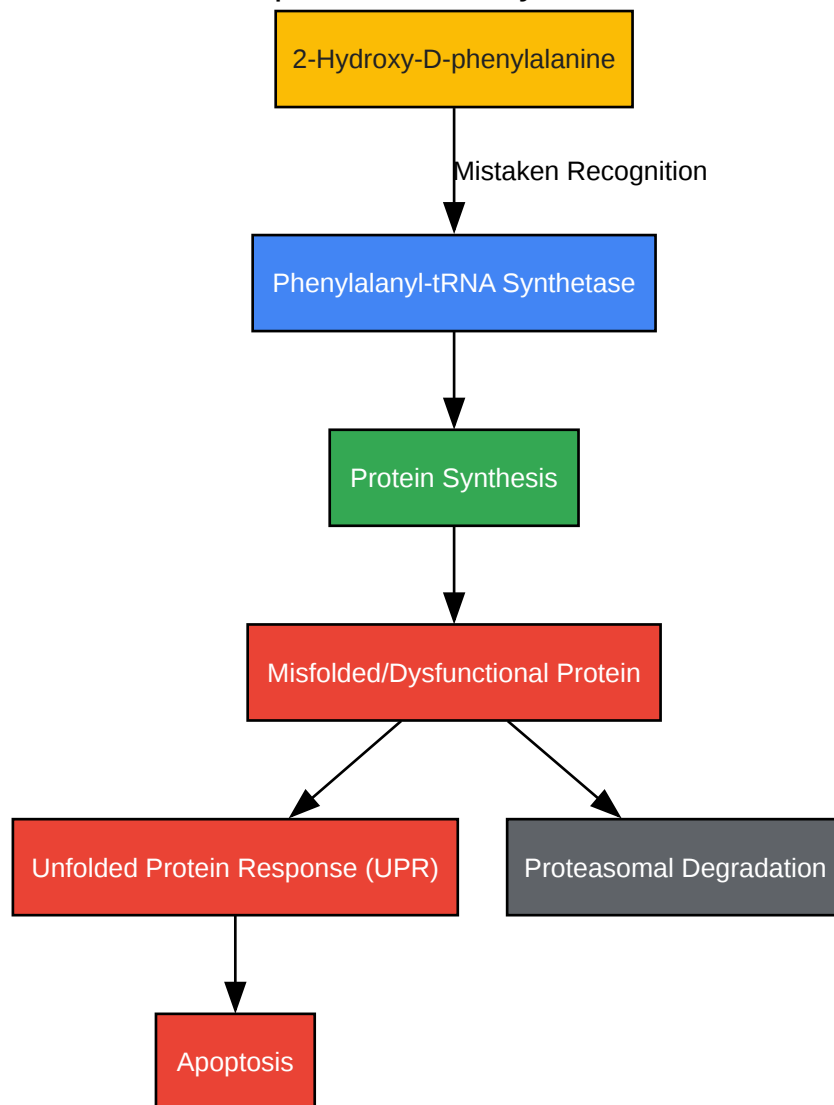 2-Hydroxy-D-phenylalanine
Mistaken Recognition
Phenylalanyl-tRNA Synthetase
Protein Synthesis
Misfolded/Dysfunctional Protein
Unfolded Protein Response (UPR)
Proteasomal Degradation
Apoptosis